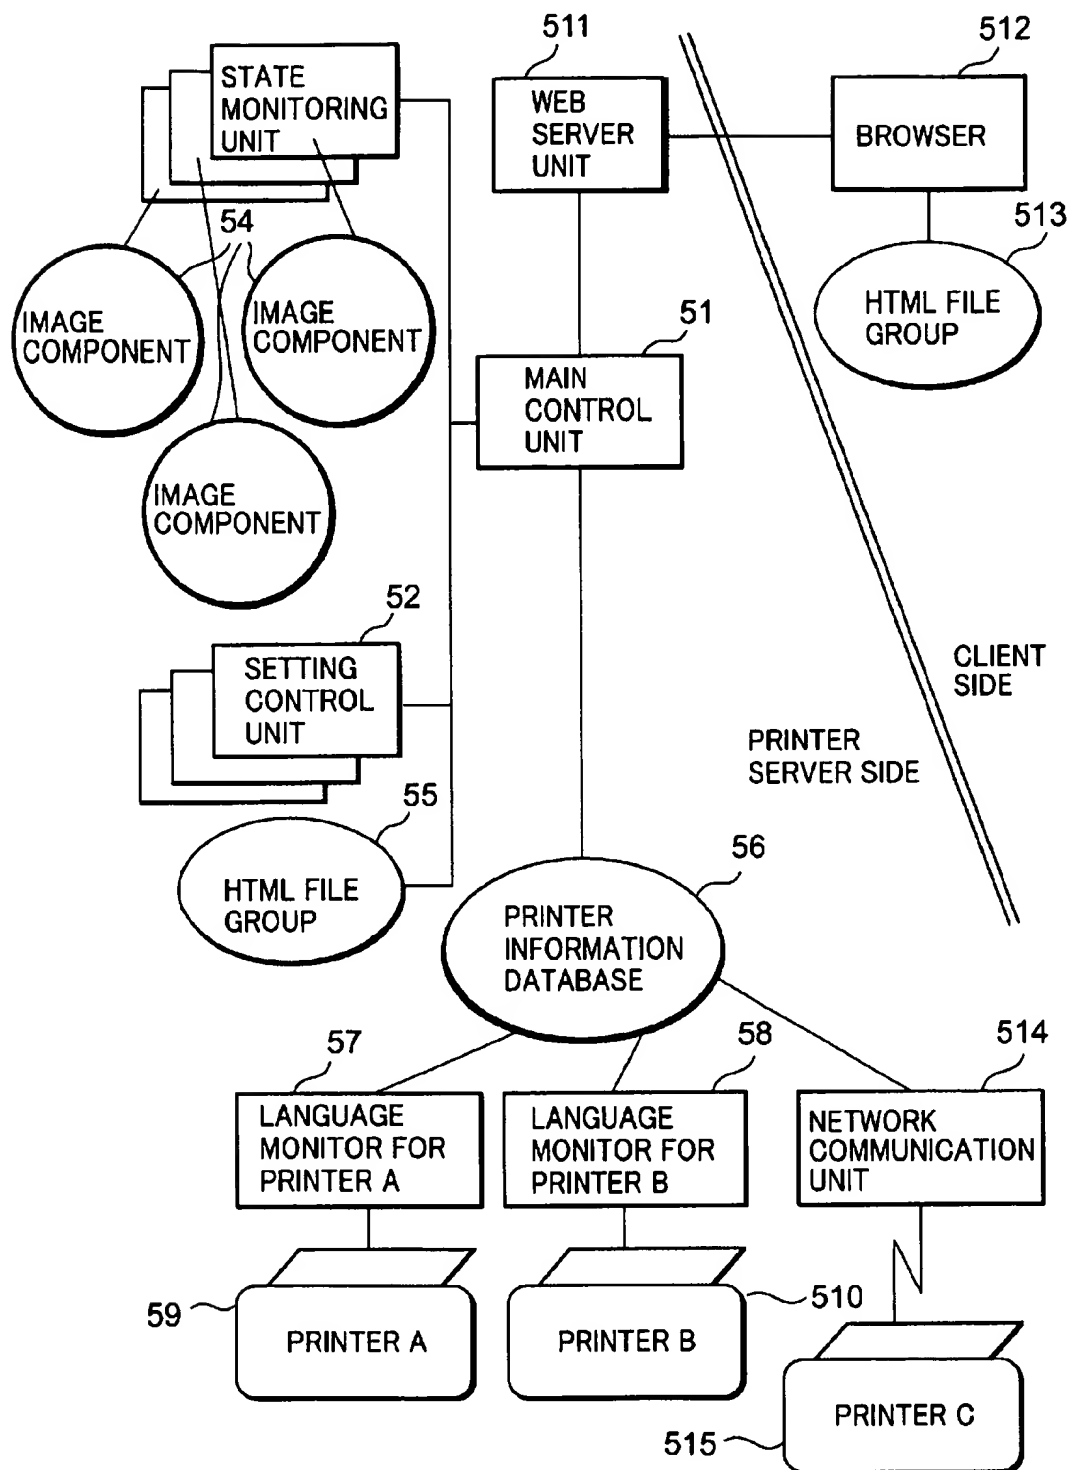 511
512
STATE
MONITORING
UNIT
WEB
SERVER
UNIT
BROWSER
513
54
HTML FILE
GROUP
IMAGE
COMPONENT
IMAGE
COMPONENT
51
MAIN
CONTROL
UNIT
IMAGE
COMPONENT
52
SETTING
CONTROL
UNIT
CLIENT
SIDE
PRINTER
SERVER SIDE
55
HTML FILE
GROUP
56
PRINTER
INFORMATION
DATABASE
57
58
514
LANGUAGE
MONITOR FOR
PRINTER A
LANGUAGE
MONITOR FOR
PRINTER B
NETWORK
COMMUNICATION
UNIT
59
PRINTER A
PRINTER B
510
PRINTER C
515